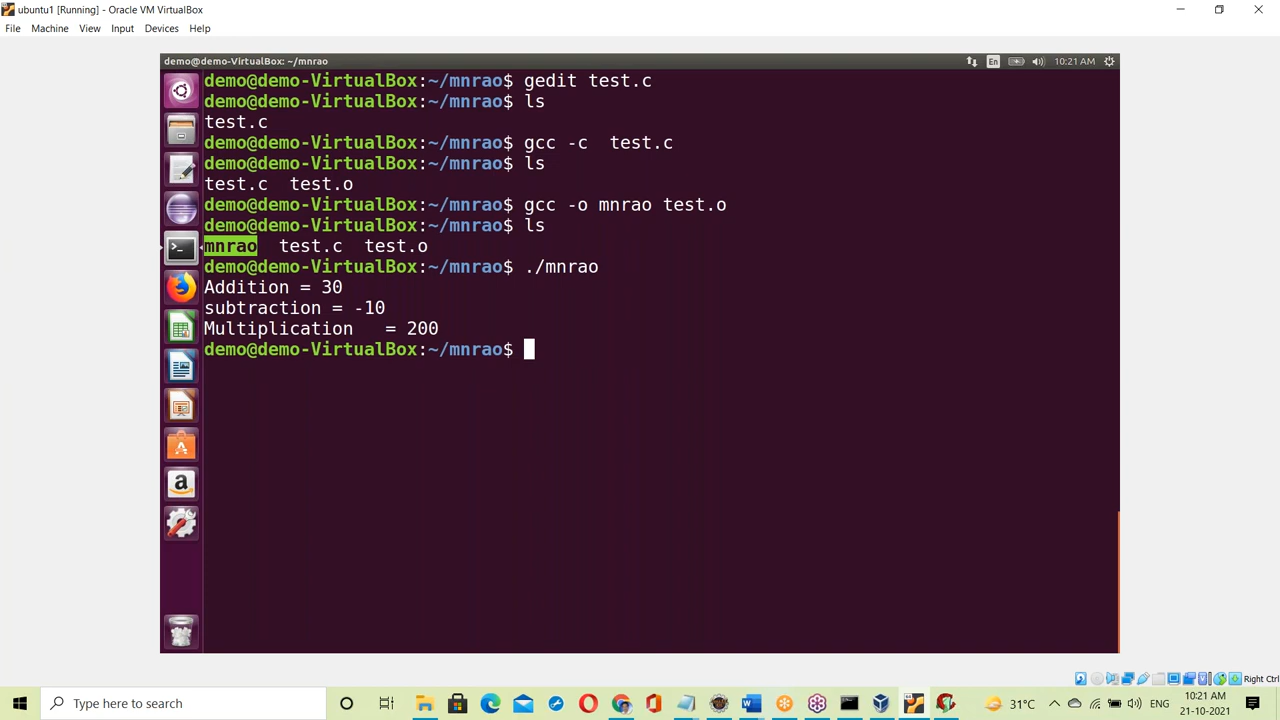 ubuntu1 [Running] - Oracle VM VirtualBox
File Machine View Input Devices Help
demo@demo-VirtualBox: ~/mnrao En 10:21 AM
demo@demo-VirtualBox:~/mnrao$ gedit test.c
demo@demo-VirtualBox:~/mnrao$ ls
test.c
demo@demo-VirtualBox:~/mnrao$ gcc -c  test.c
demo@demo-VirtualBox:~/mnrao$ ls
test.c  test.o
demo@demo-VirtualBox:~/mnrao$ gcc -o mnrao test.o
demo@demo-VirtualBox:~/mnrao$ ls
mnrao  test.c  test.o
demo@demo-VirtualBox:~/mnrao$ ./mnrao
Addition = 30
subtraction = -10
Multiplication   = 200
demo@demo-VirtualBox:~/mnrao$
Right Ctrl
Type here to search
31°C ENG 10:21 AM
21-10-2021